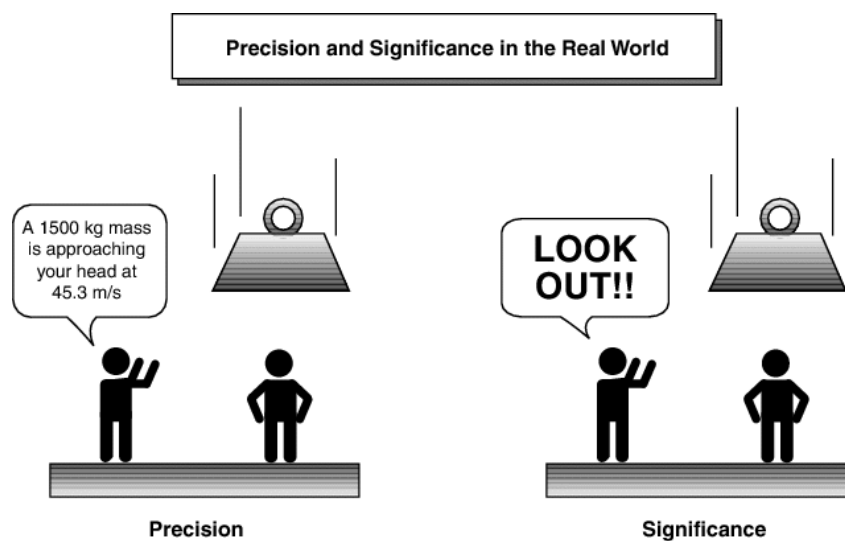 Precision and Significance in the Real World
A 1500 kg mass
is approaching
your head at
45.3 m/s
LOOK
OUT!!
Precision
Significance